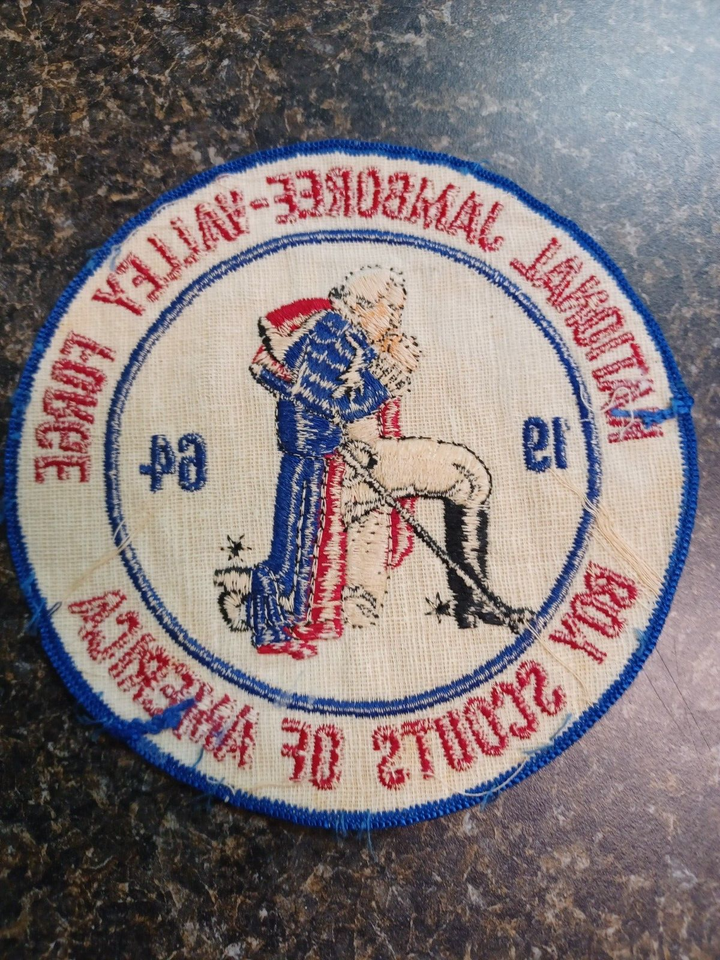 NATIONAL JAMBOREE-VALLEY FORGE
19 64
BOY SCOUTS OF AMERICA